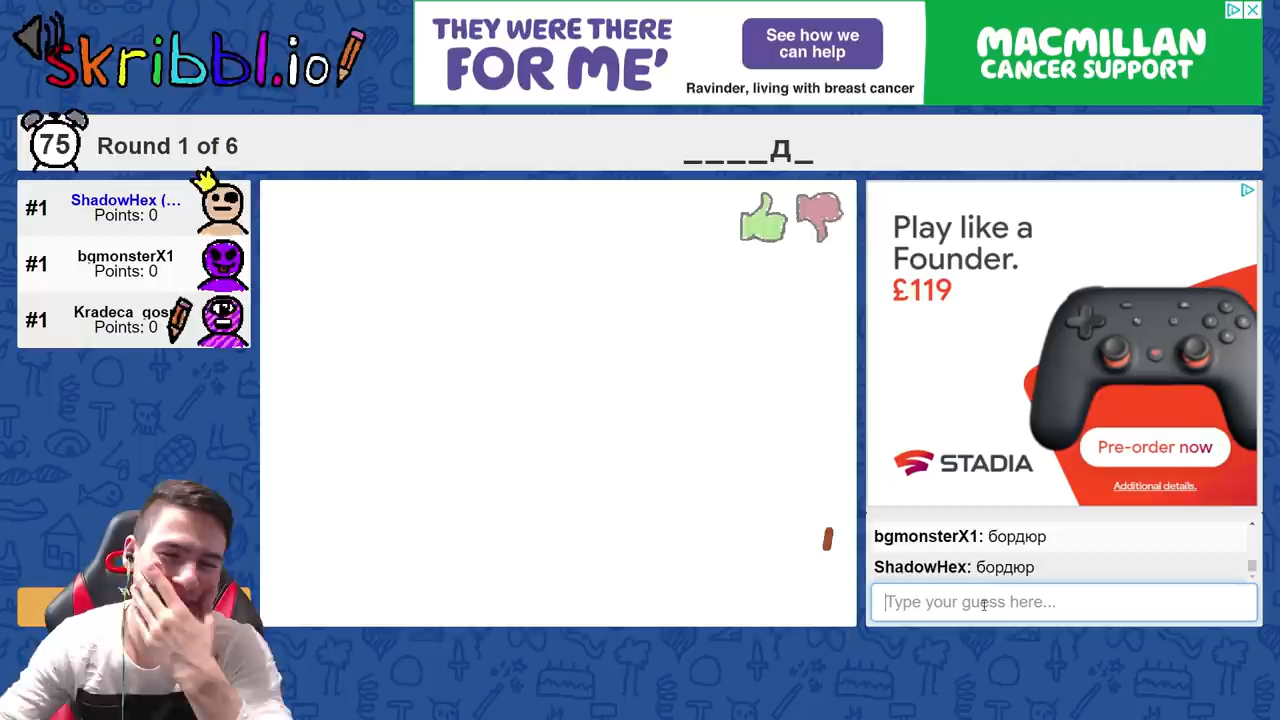 skribbl.io
THEY WERE THERE
FOR ME'
See how we
can help
Ravinder, living with breast cancer
MACMILLAN
CANCER SUPPORT
75
Round 1 of 6
____д_
#1
ShadowHex (...
Points: 0
#1
bgmonsterX1
Points: 0
#1
Kradeca_gos
Points: 0
Play like a
Founder.
£119
Pre-order now
STADIA
Additional details.
bgmonsterX1: бордюр
ShadowHex: бордюр
Type your guess here...